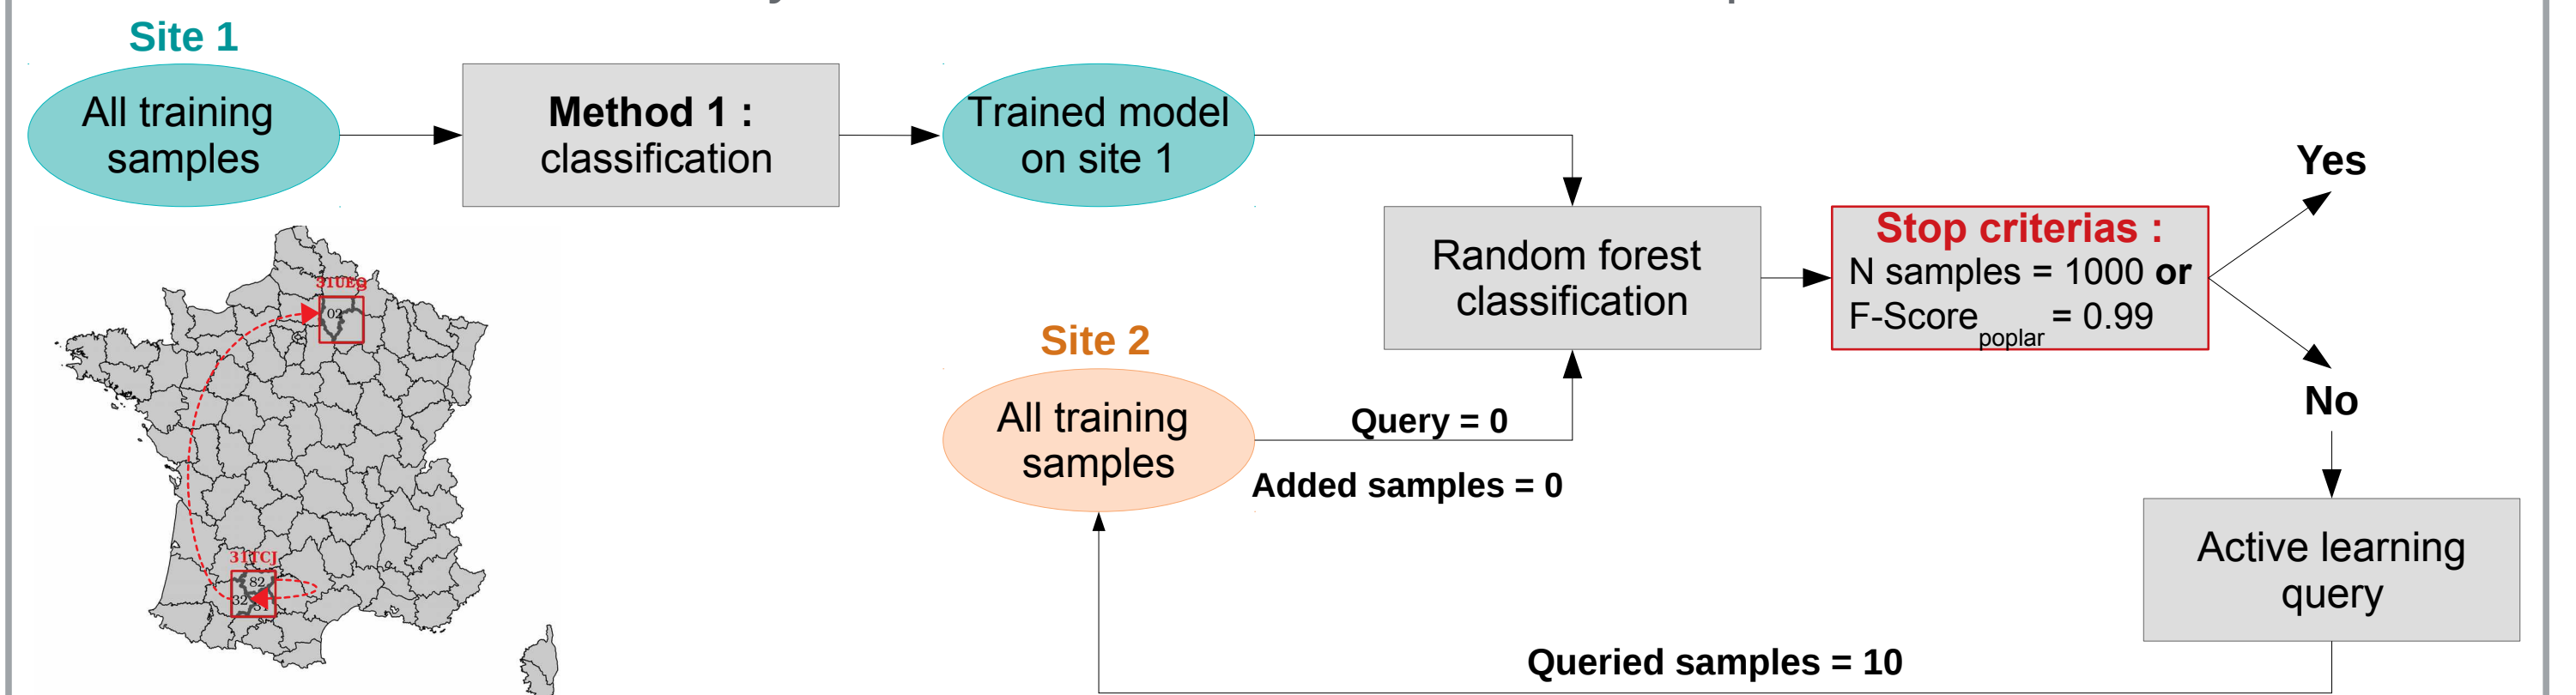 Site 1
All training
samples
Method 1 :
classification
Trained model
on site 1
Random forest
classification
Stop criterias :
N samples = 1000 or
F-Score poplar = 0.99
Yes
No
Site 2
All training
samples
Query = 0
Added samples = 0
Active learning
query
Queried samples = 10
02
31TCJ
82
32